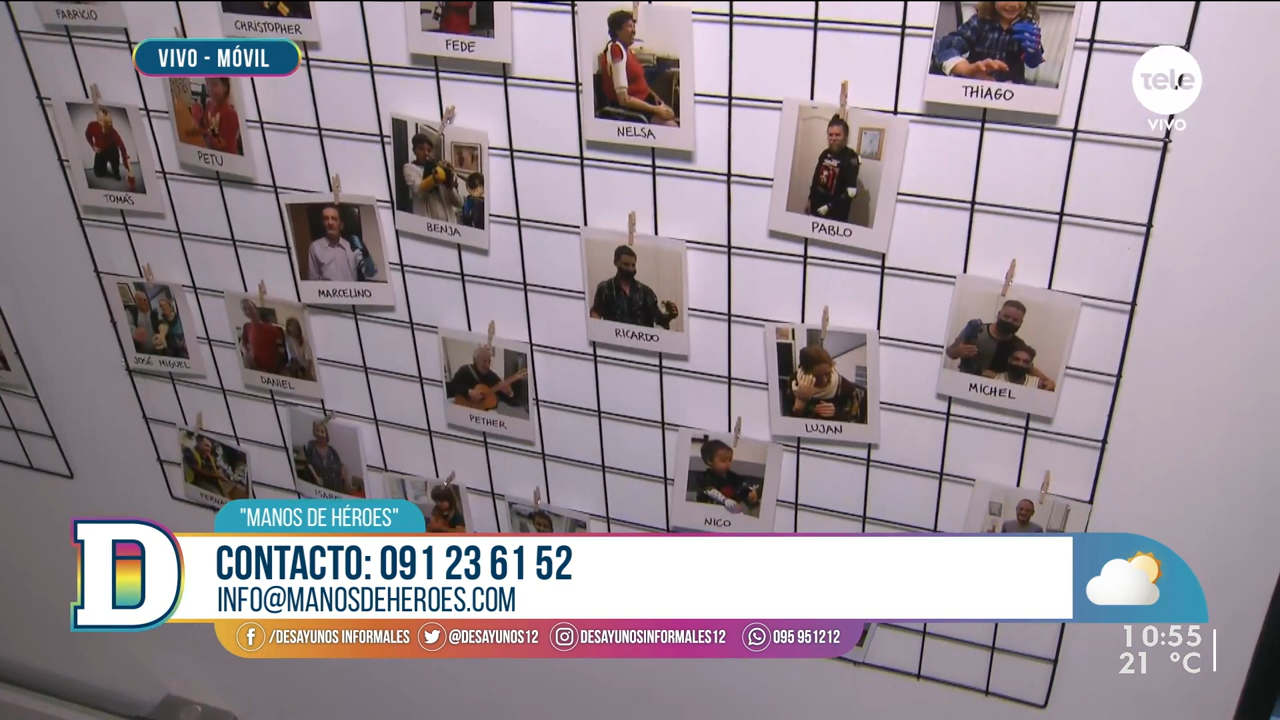 FABRICIO
CHRISTOPHER
FEDE
VIVO - MÓVIL
tele
VIVO
THIAGO
NELSA
PETU
TOMÁS
BENJA
PABLO
MARCELINO
RICARDO
JOSÉ MIGUEL
DANIEL
PETHER
MICHEL
LUJAN
NICO
"MANOS DE HÉROES"
D
CONTACTO: 091 23 61 52
INFO@MANOSDEHEROES.COM
/DESAYUNOS INFORMALES @DESAYUNOS12 DESAYUNOSINFORMALES12 095 951212
10:55
21 °C